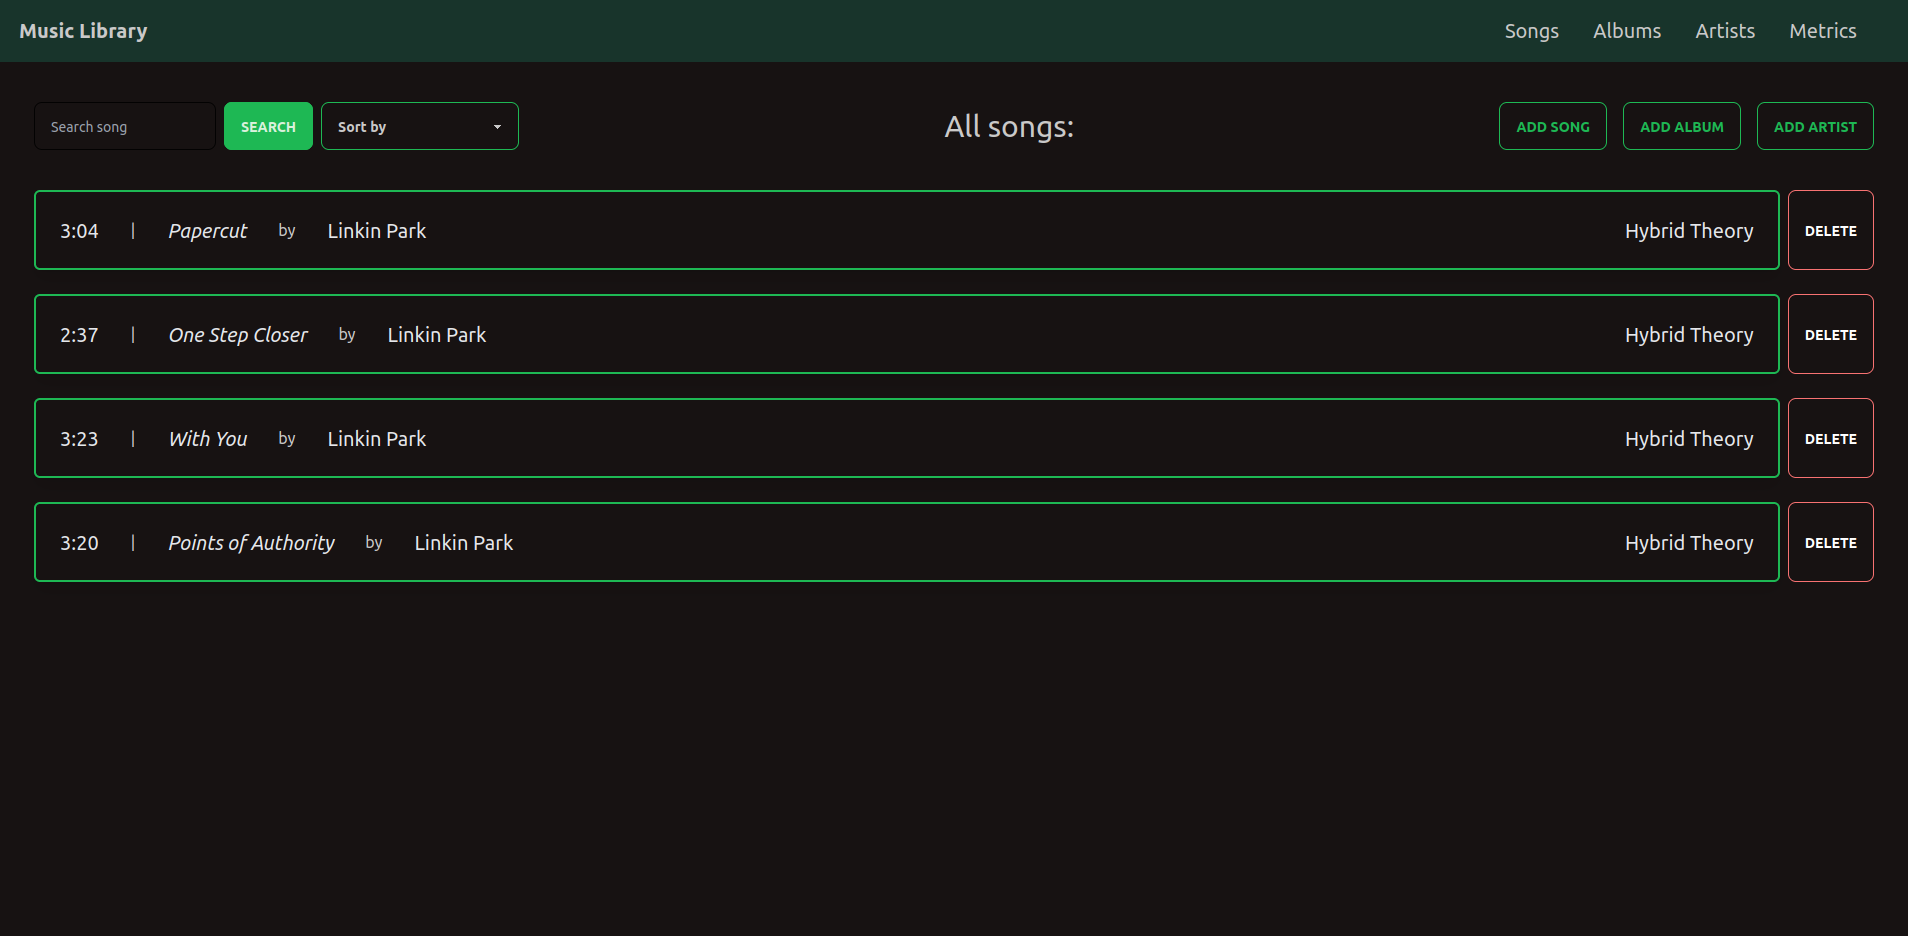 Music Library Songs Albums Artists Metrics
Search song SEARCH Sort by All songs: ADD SONG ADD ALBUM ADD ARTIST
3:04 | Papercut by Linkin Park Hybrid Theory DELETE
2:37 | One Step Closer by Linkin Park Hybrid Theory DELETE
3:23 | With You by Linkin Park Hybrid Theory DELETE
3:20 | Points of Authority by Linkin Park Hybrid Theory DELETE